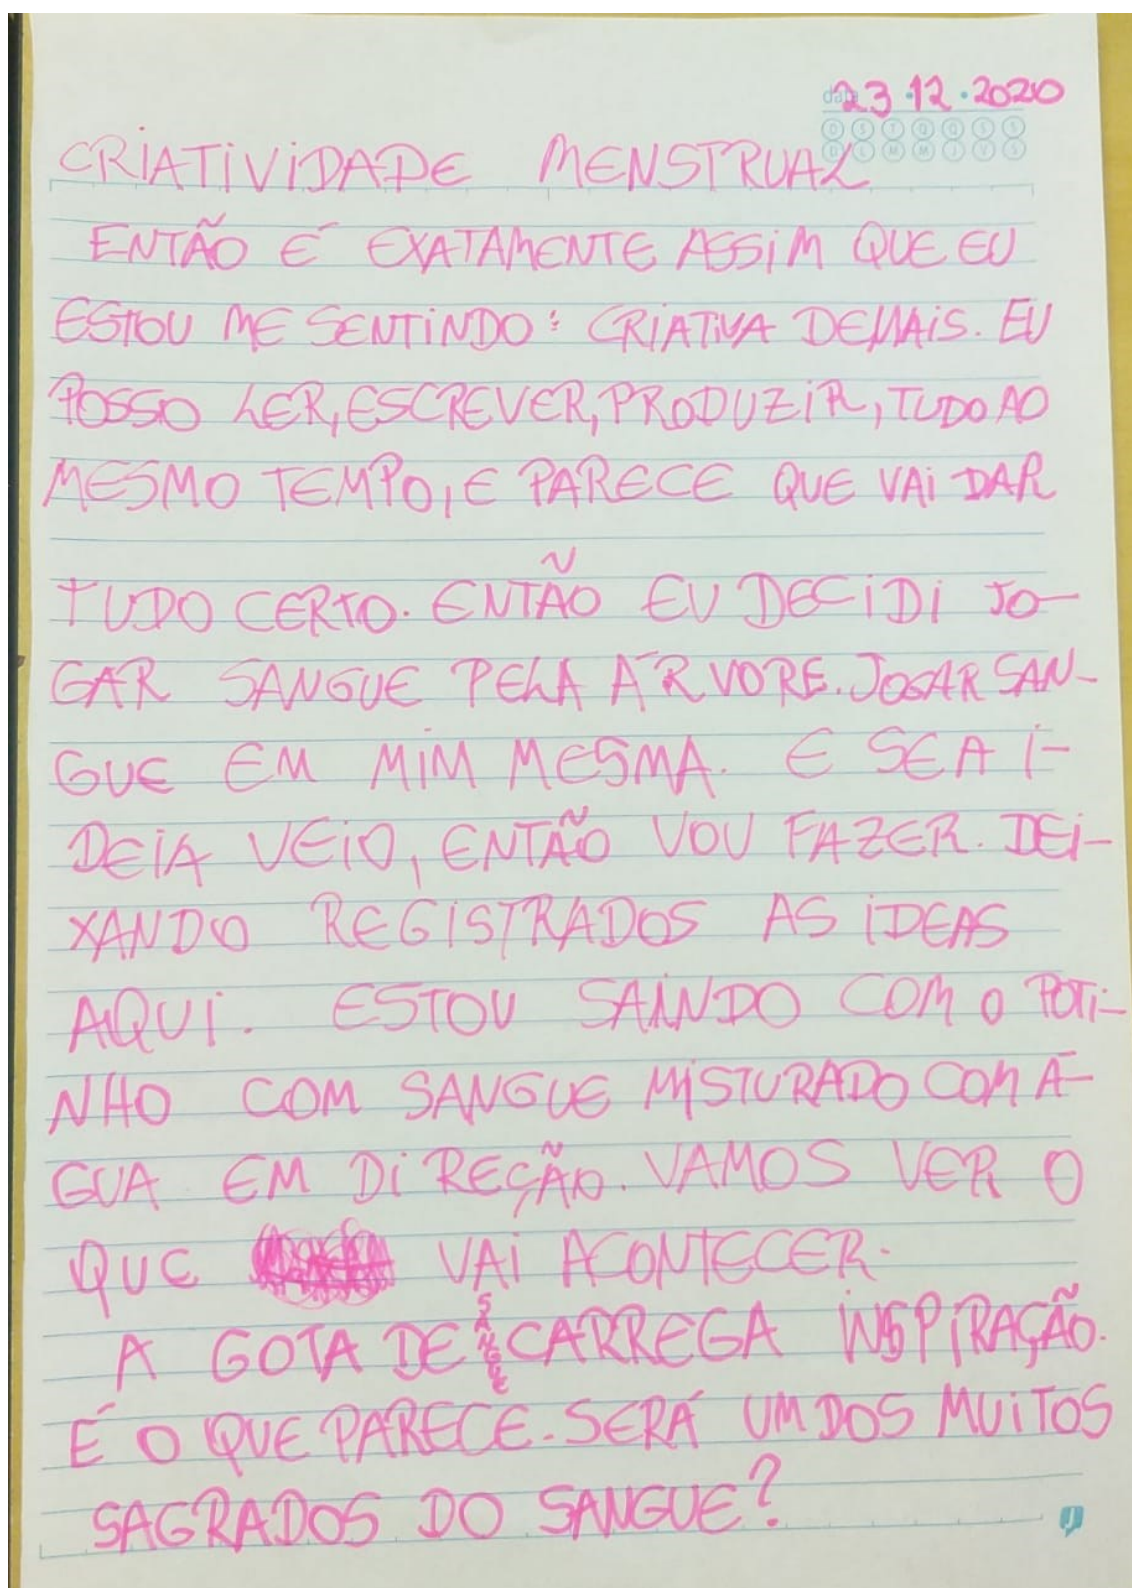 data 23.12.2020
D S T Q Q S S
D L M M J V S
CRIATIVIDADE MENSTRUAL
ENTÃO É EXATAMENTE ASSIM QUE EU
ESTOU ME SENTINDO: CRIATIVA DEMAIS. EU
POSSO LER, ESCREVER, PRODUZIR, TUDO AO
MESMO TEMPO, E PARECE QUE VAI DAR
TUDO CERTO. ENTÃO EU DECIDI JO-
GAR SANGUE PELA ÁRVORE. JOGAR SAN-
GUE EM MIM MESMA. E SE A I-
DEIA VEIO, ENTÃO VOU FAZER. DEI-
XANDO REGISTRADOS AS IDEAS
AQUI. ESTOU SAINDO COM O POTI-
NHO COM SANGUE MISTURADO COM Á-
GUA EM DIREÇÃO. VAMOS VER O
QUE VAI ACONTECER.
A GOTA DE SANGUE CARREGA INSPIRAÇÃO.
É O QUE PARECE. SERÁ UM DOS MUITOS
SAGRADOS DO SANGUE?